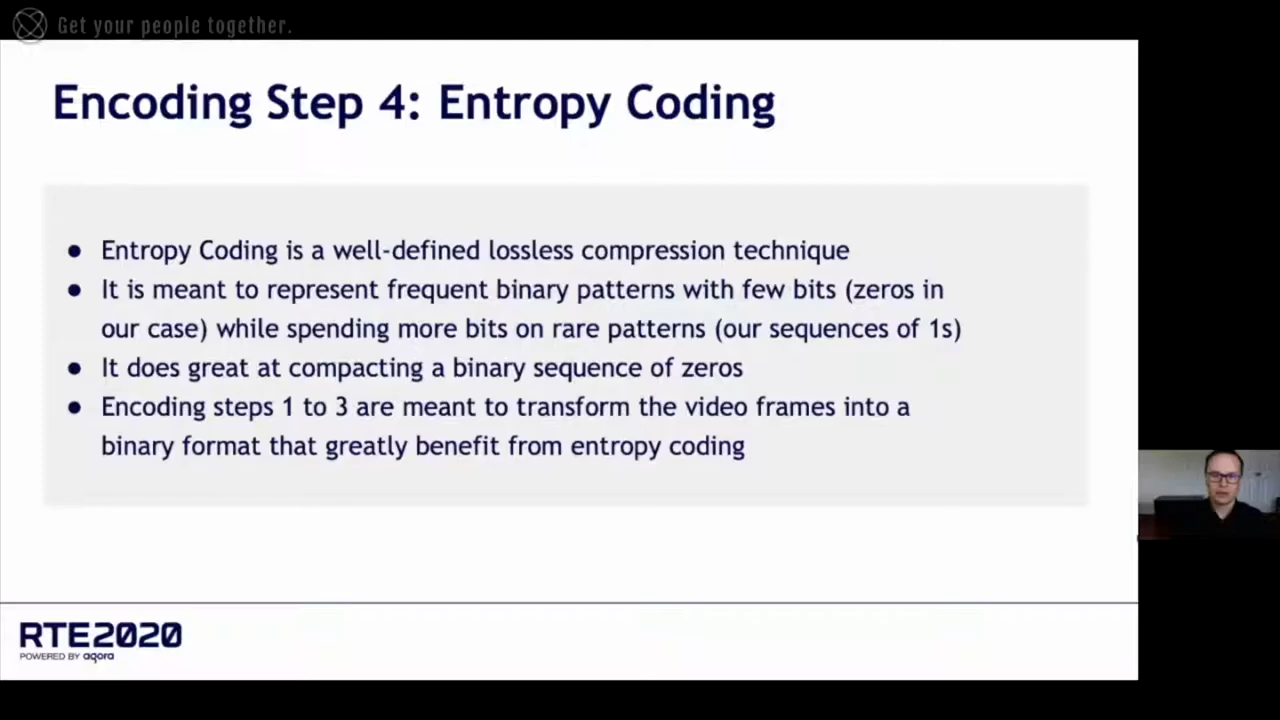 Get your people together.
Encoding Step 4: Entropy Coding
● Entropy Coding is a well-defined lossless compression technique
● It is meant to represent frequent binary patterns with few bits (zeros in
our case) while spending more bits on rare patterns (our sequences of 1s)
● It does great at compacting a binary sequence of zeros
● Encoding steps 1 to 3 are meant to transform the video frames into a
binary format that greatly benefit from entropy coding
RTE2020
POWERED BY agora